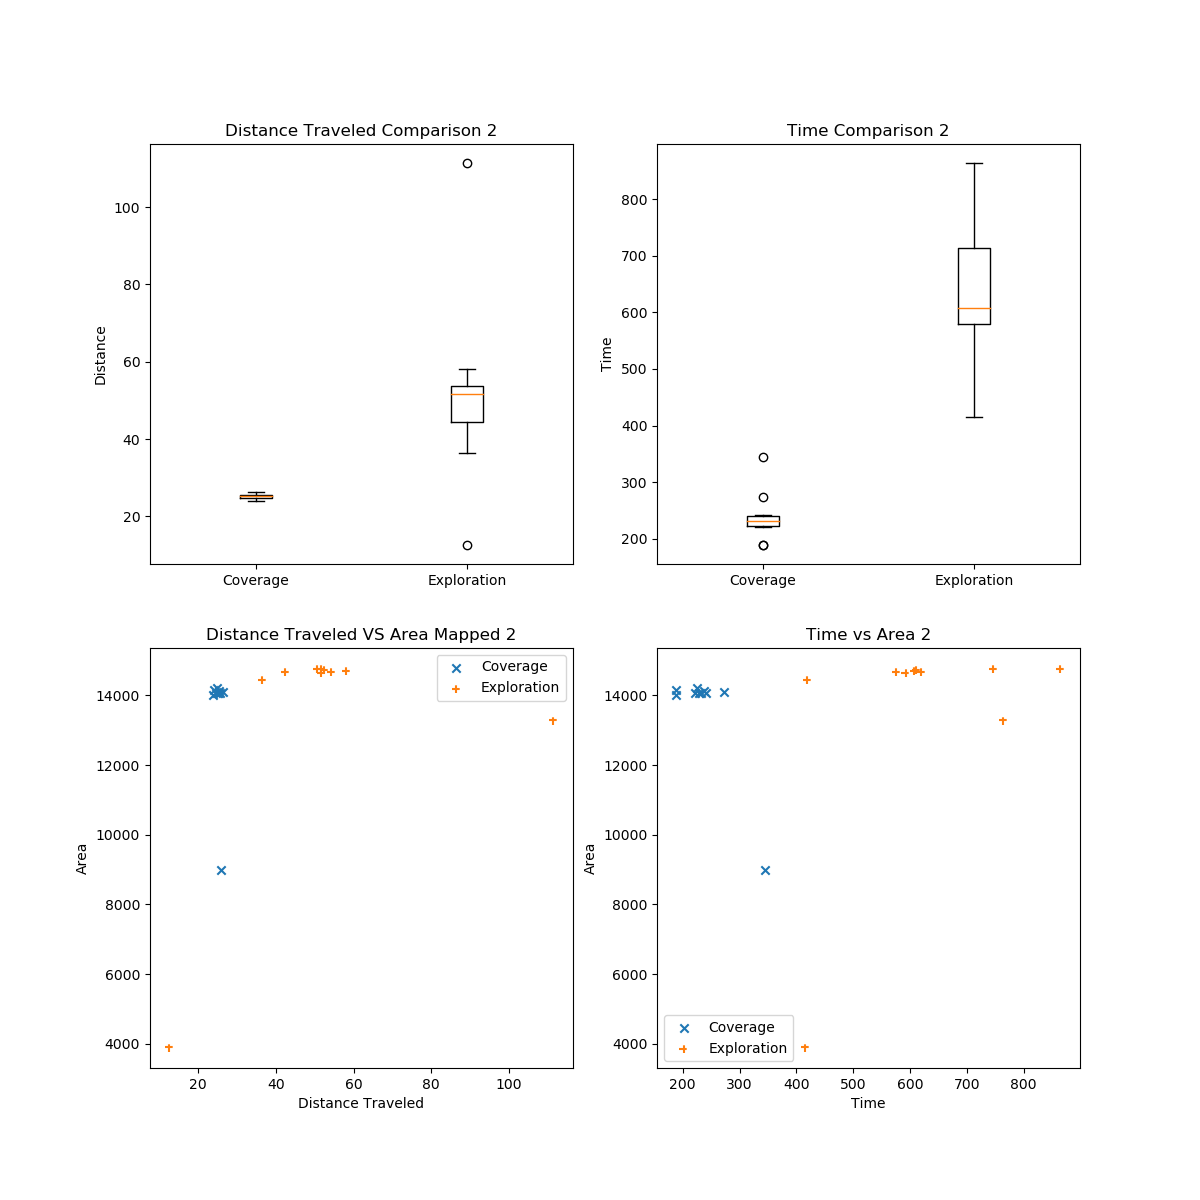 Distance Traveled Comparison 2
Distance
100
80
60
40
20
Coverage
Exploration
Time Comparison 2
Time
800
700
600
500
400
300
200
Coverage
Exploration
Distance Traveled VS Area Mapped 2
Area
14000
12000
10000
8000
6000
4000
Coverage
Exploration
20
40
60
80
100
Distance Traveled
Time vs Area 2
Area
14000
12000
10000
8000
6000
4000
Coverage
Exploration
200
300
400
500
600
700
800
Time